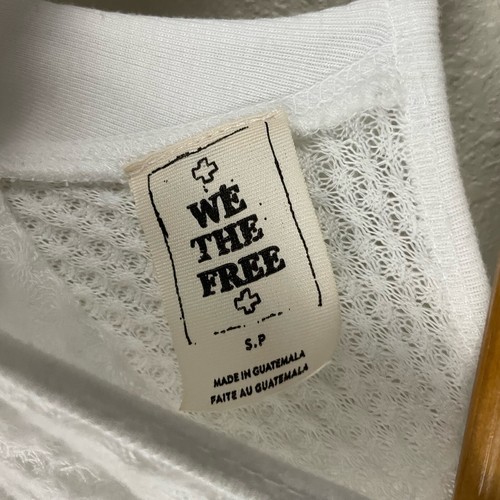 WE
THE
FREE
S.P
MADE IN GUATEMALA
FAITE AU GUATEMALA